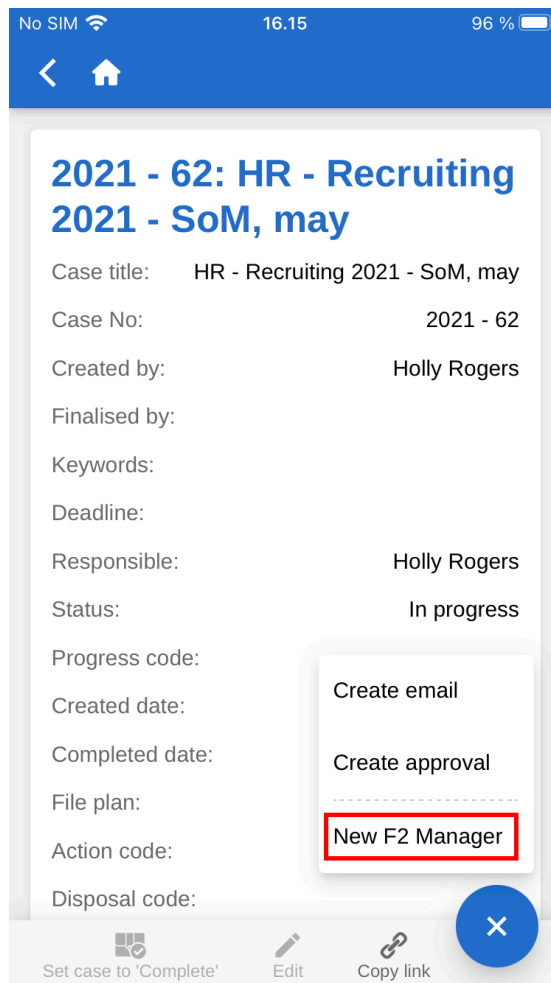 No SIM 16.15 96 %
2021 - 62: HR - Recruiting
2021 - SoM, may
Case title: HR - Recruiting 2021 - SoM, may
Case No: 2021 - 62
Created by: Holly Rogers
Finalised by:
Keywords:
Deadline:
Responsible: Holly Rogers
Status: In progress
Progress code:
Created date:
Completed date:
File plan:
Action code:
Disposal code:
Create email
Create approval
New F2 Manager
Set case to 'Complete' Edit Copy link